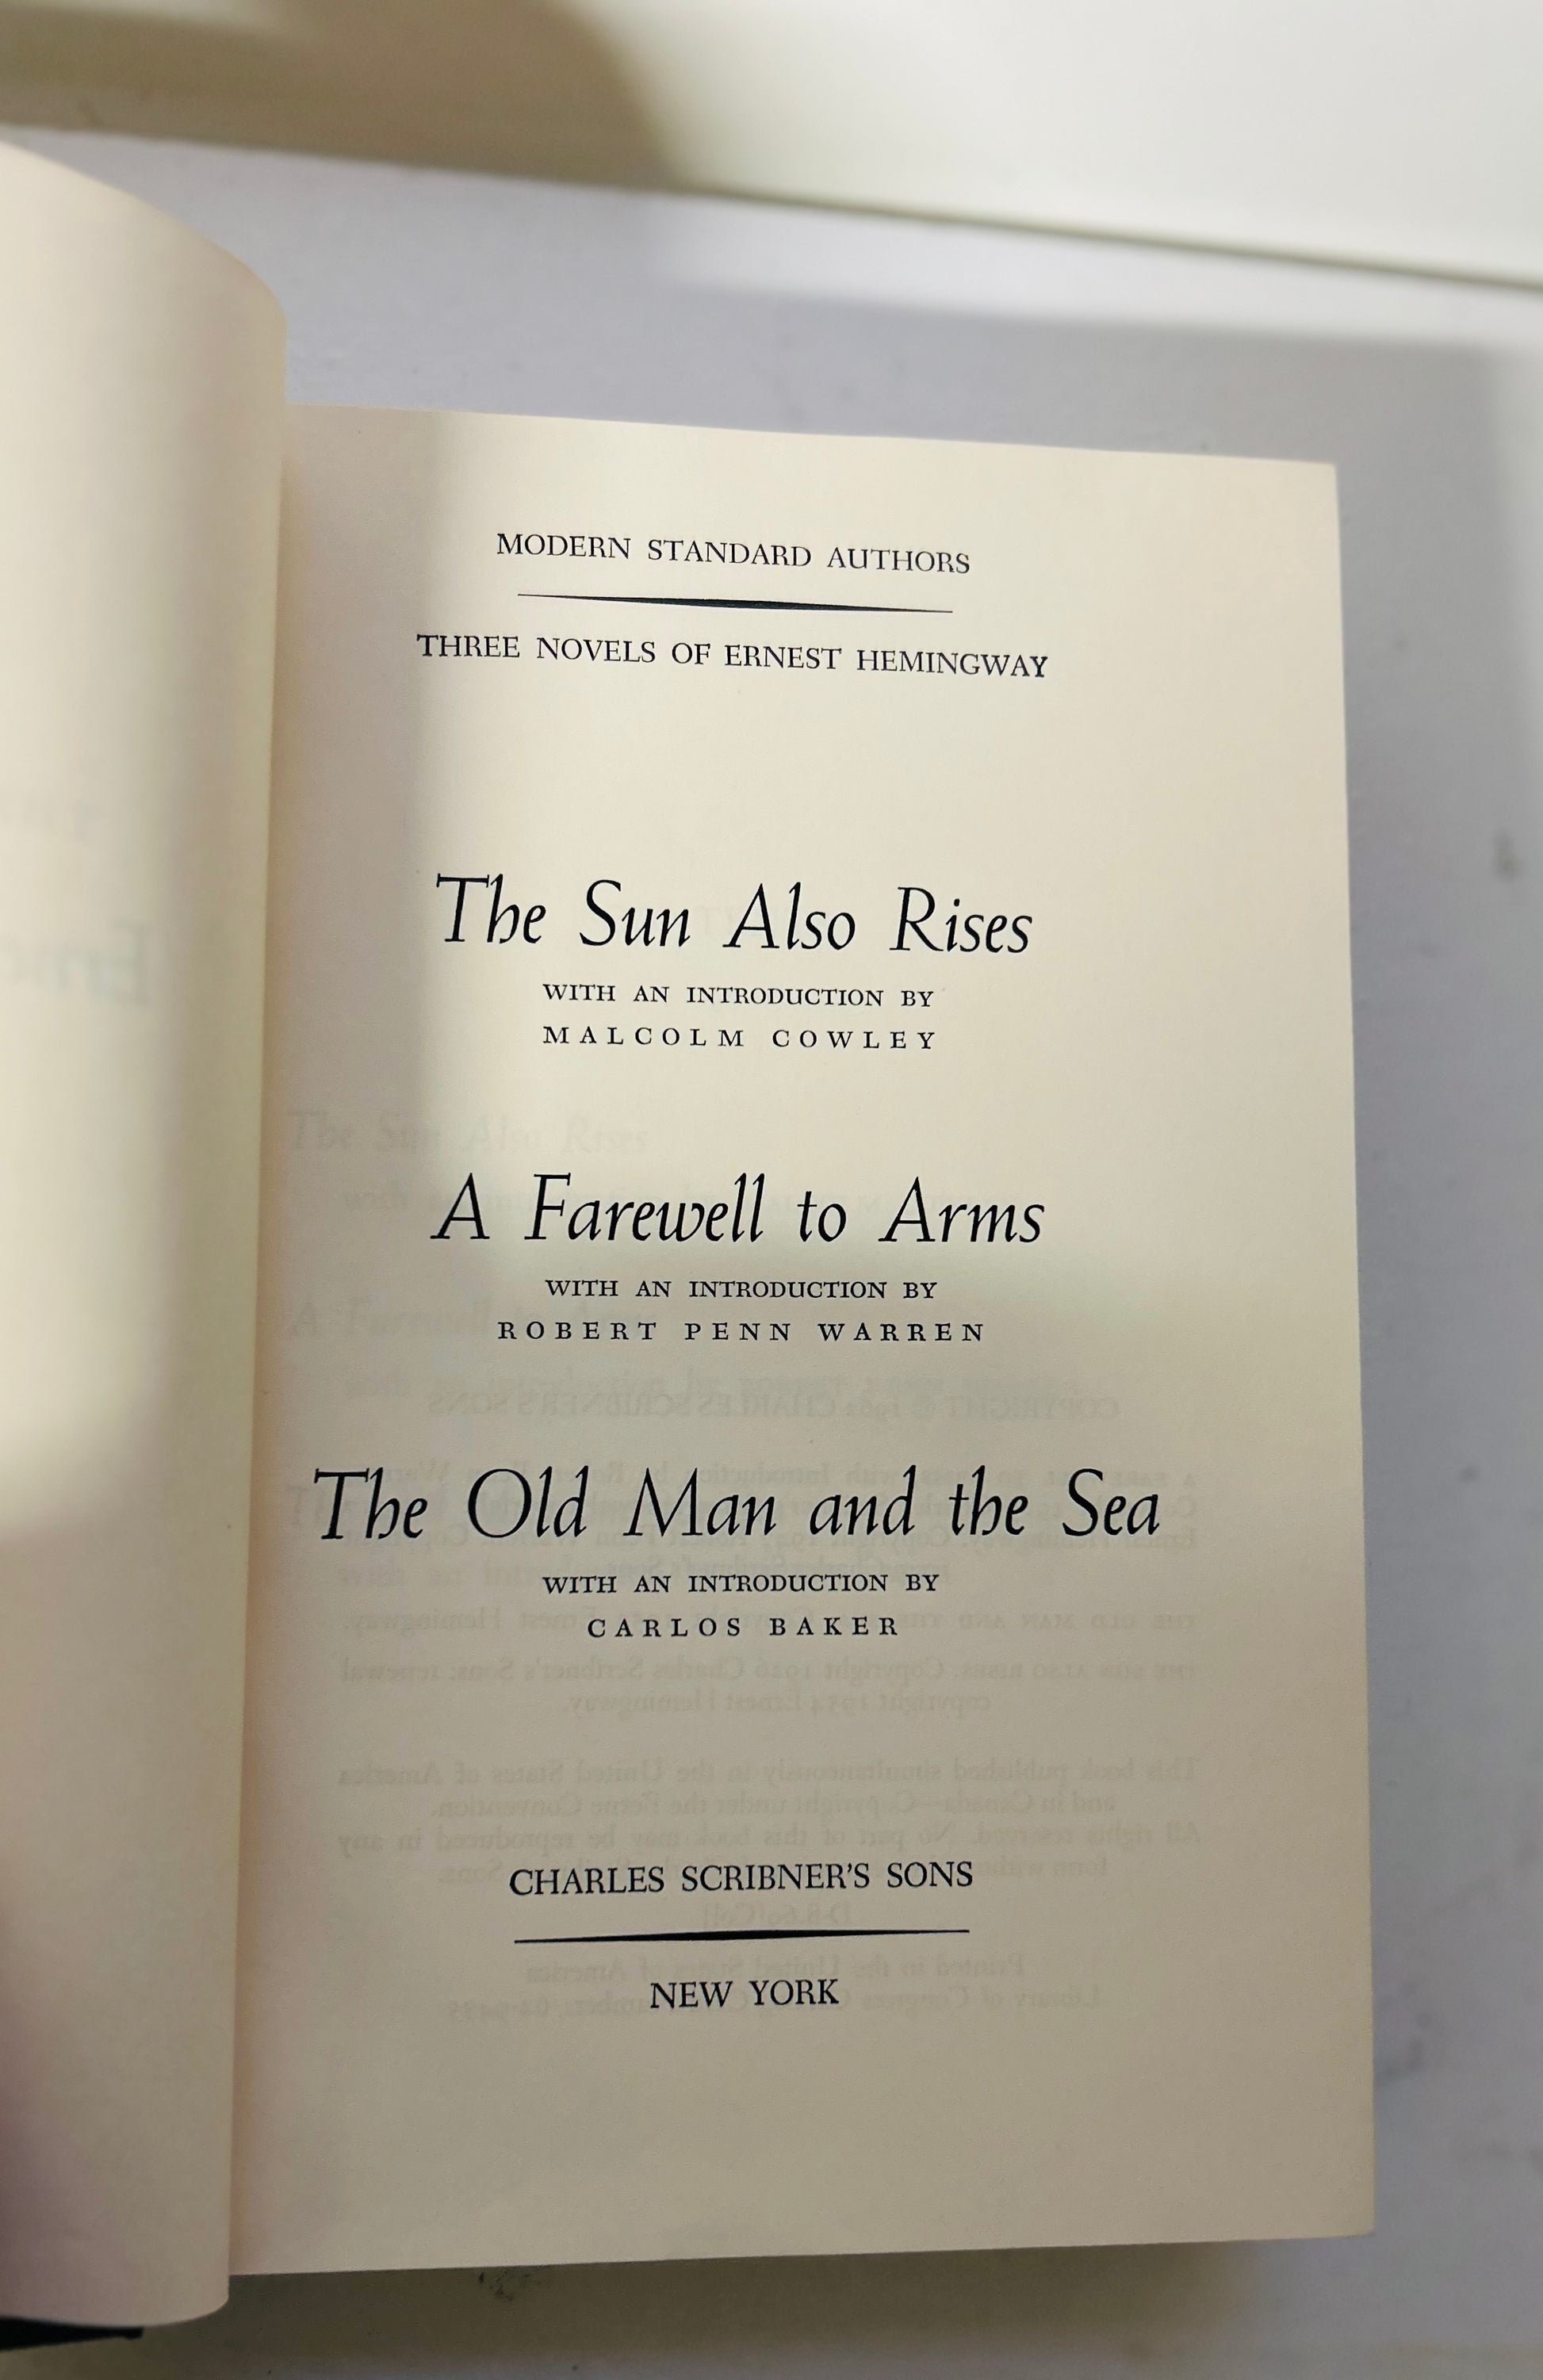 MODERN STANDARD AUTHORS
THREE NOVELS OF ERNEST HEMINGWAY
The Sun Also Rises
WITH AN INTRODUCTION BY
MALCOLM COWLEY
A Farewell to Arms
WITH AN INTRODUCTION BY
ROBERT PENN WARREN
The Old Man and the Sea
WITH AN INTRODUCTION BY
CARLOS BAKER
CHARLES SCRIBNER'S SONS
NEW YORK